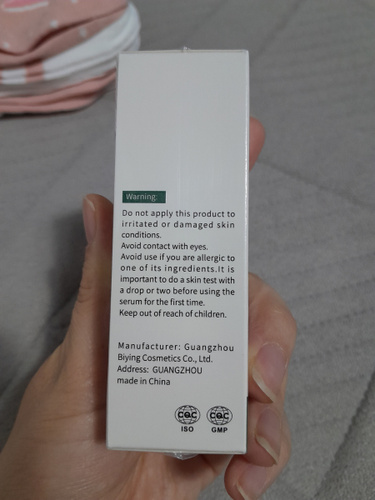 Warning:
Do not apply this product to
irritated or damaged skin
conditions.
Avoid contact with eyes.
Avoid use if you are allergic to
one of its ingredients.It is
important to do a skin test with
a drop or two before using the
serum for the first time.
Keep out of reach of children.
Manufacturer: Guangzhou
Biying Cosmetics Co., Ltd.
Address: GUANGZHOU
made in China
CQC CQC
ISO GMP